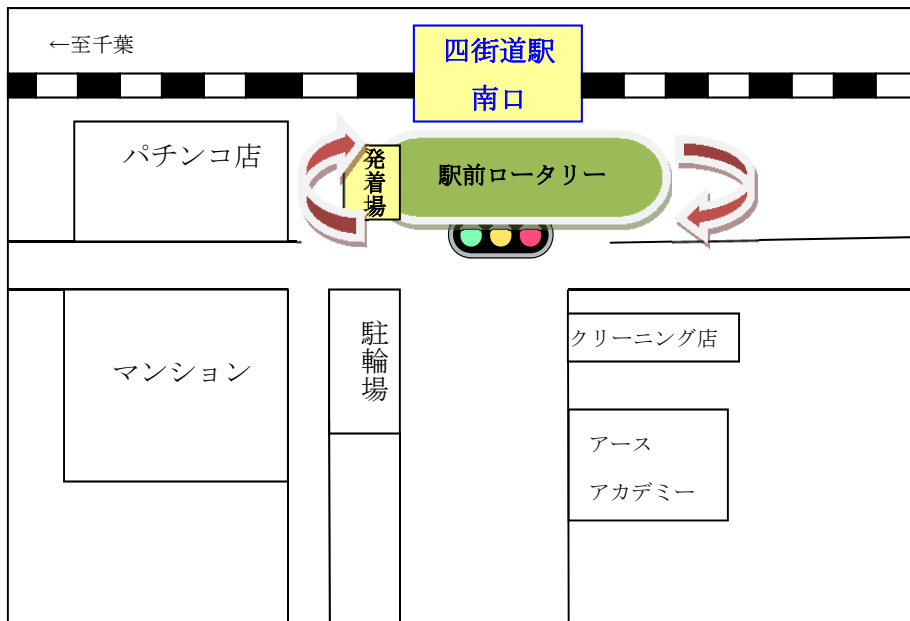 ←至千葉
四街道駅
南口
パチンコ店
発着場
駅前ロータリー
マンション
駐輪場
クリーニング店
アース
アカデミー